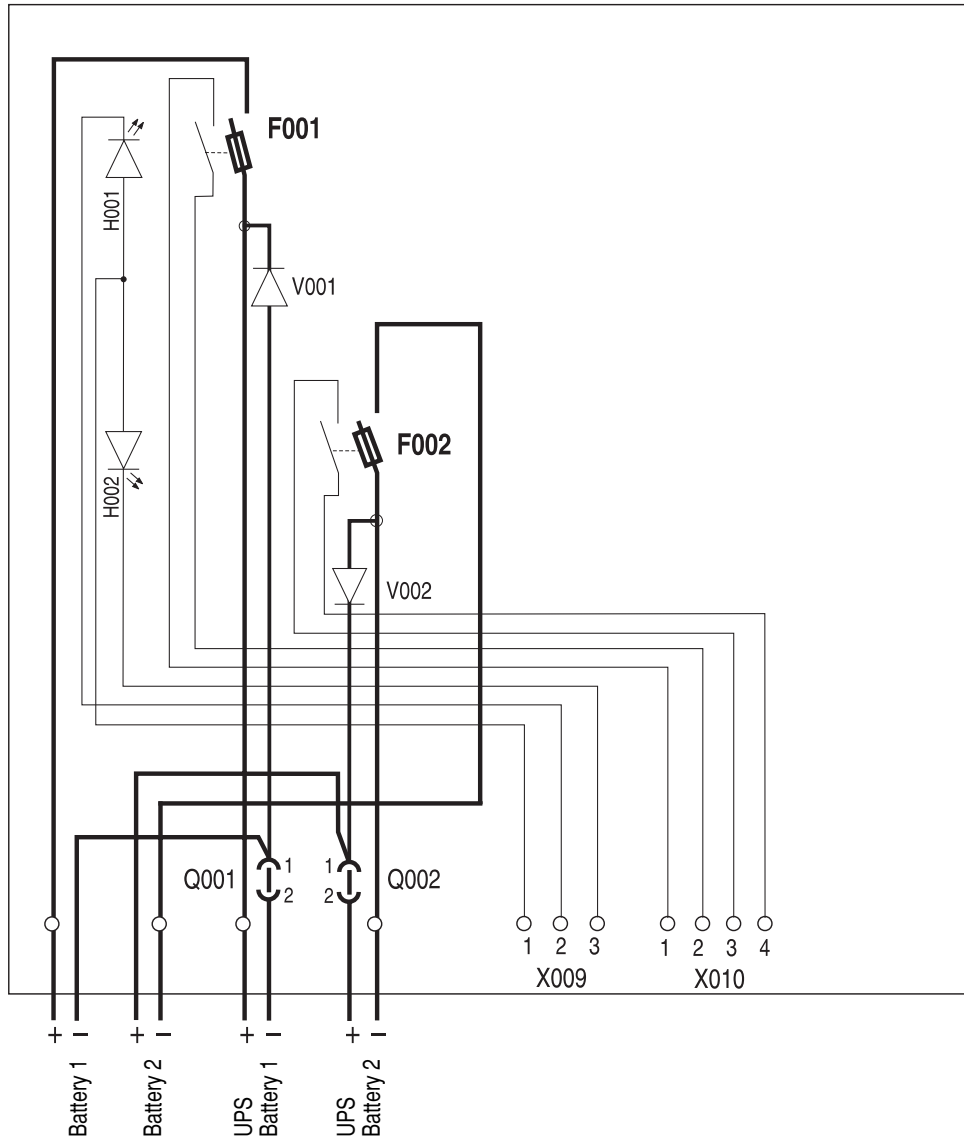 F001
H001
V001
F002
H002
V002
Q001
1
2
1
2
Q002
1
2
3
1
2
3
4
X009
X010
+ −
+ −
+ −
+ −
Battery 1
Battery 2
UPS
Battery 1
UPS
Battery 2